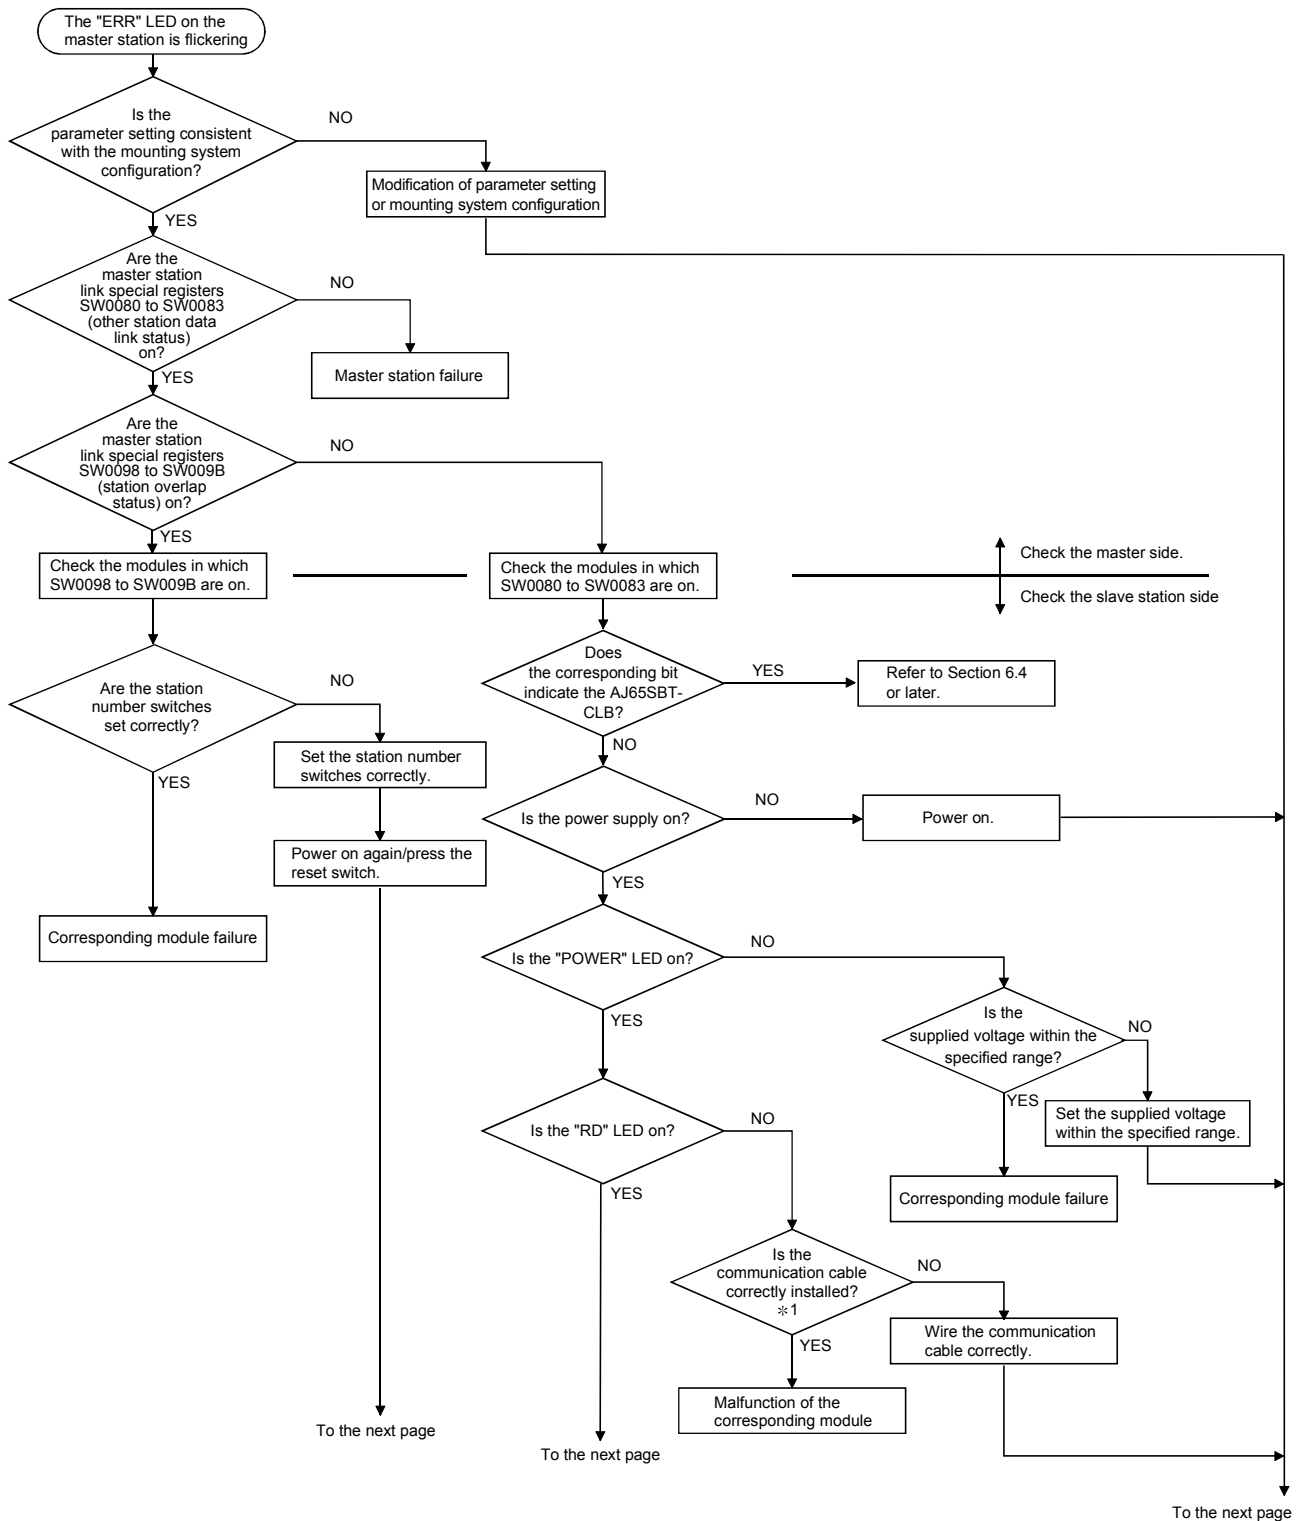 The "ERR" LED on the
master station is flickering
Is the
parameter setting consistent
with the mounting system
configuration?
NO
Modification of parameter setting
or mounting system configuration
YES
Are the
master station
link special registers
SW0080 to SW0083
(other station data
link status)
on?
NO
Master station failure
YES
Are the
master station
link special registers
SW0098 to SW009B
(station overlap
status) on?
NO
YES
Check the modules in which
SW0098 to SW009B are on.
Check the modules in which
SW0080 to SW0083 are on.
Check the master side.
Check the slave station side
Are the station
number switches
set correctly?
NO
Set the station number
switches correctly.
Power on again/press the
reset switch.
YES
Corresponding module failure
To the next page
Does
the corresponding bit
indicate the AJ65SBT-
CLB?
YES
Refer to Section 6.4
or later.
NO
Is the power supply on?
NO
Power on.
YES
Is the "POWER" LED on?
NO
Is the
supplied voltage within the
specified range?
NO
Set the supplied voltage
within the specified range.
YES
Corresponding module failure
YES
Is the "RD" LED on?
NO
Is the
communication cable
correctly installed?
✽1
NO
Wire the communication
cable correctly.
YES
Malfunction of the
corresponding module
YES
To the next page
To the next page